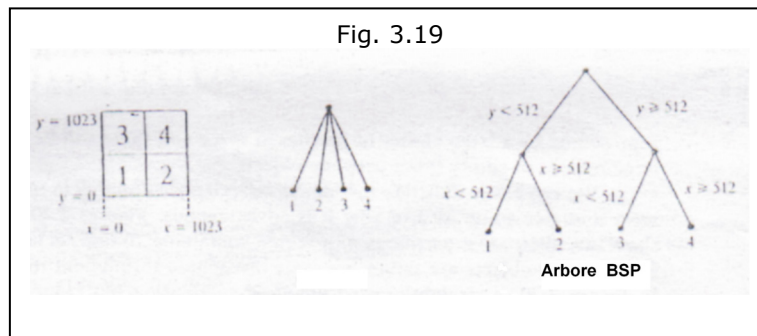 Fig. 3.19
y = 1023
3 4
1 2
y = 0
x = 0 x = 1023
1 2 3 4
y < 512 y ⩾ 512
x < 512 x ⩾ 512 x < 512 x ⩾ 512
1 2 3 4
Arbore BSP